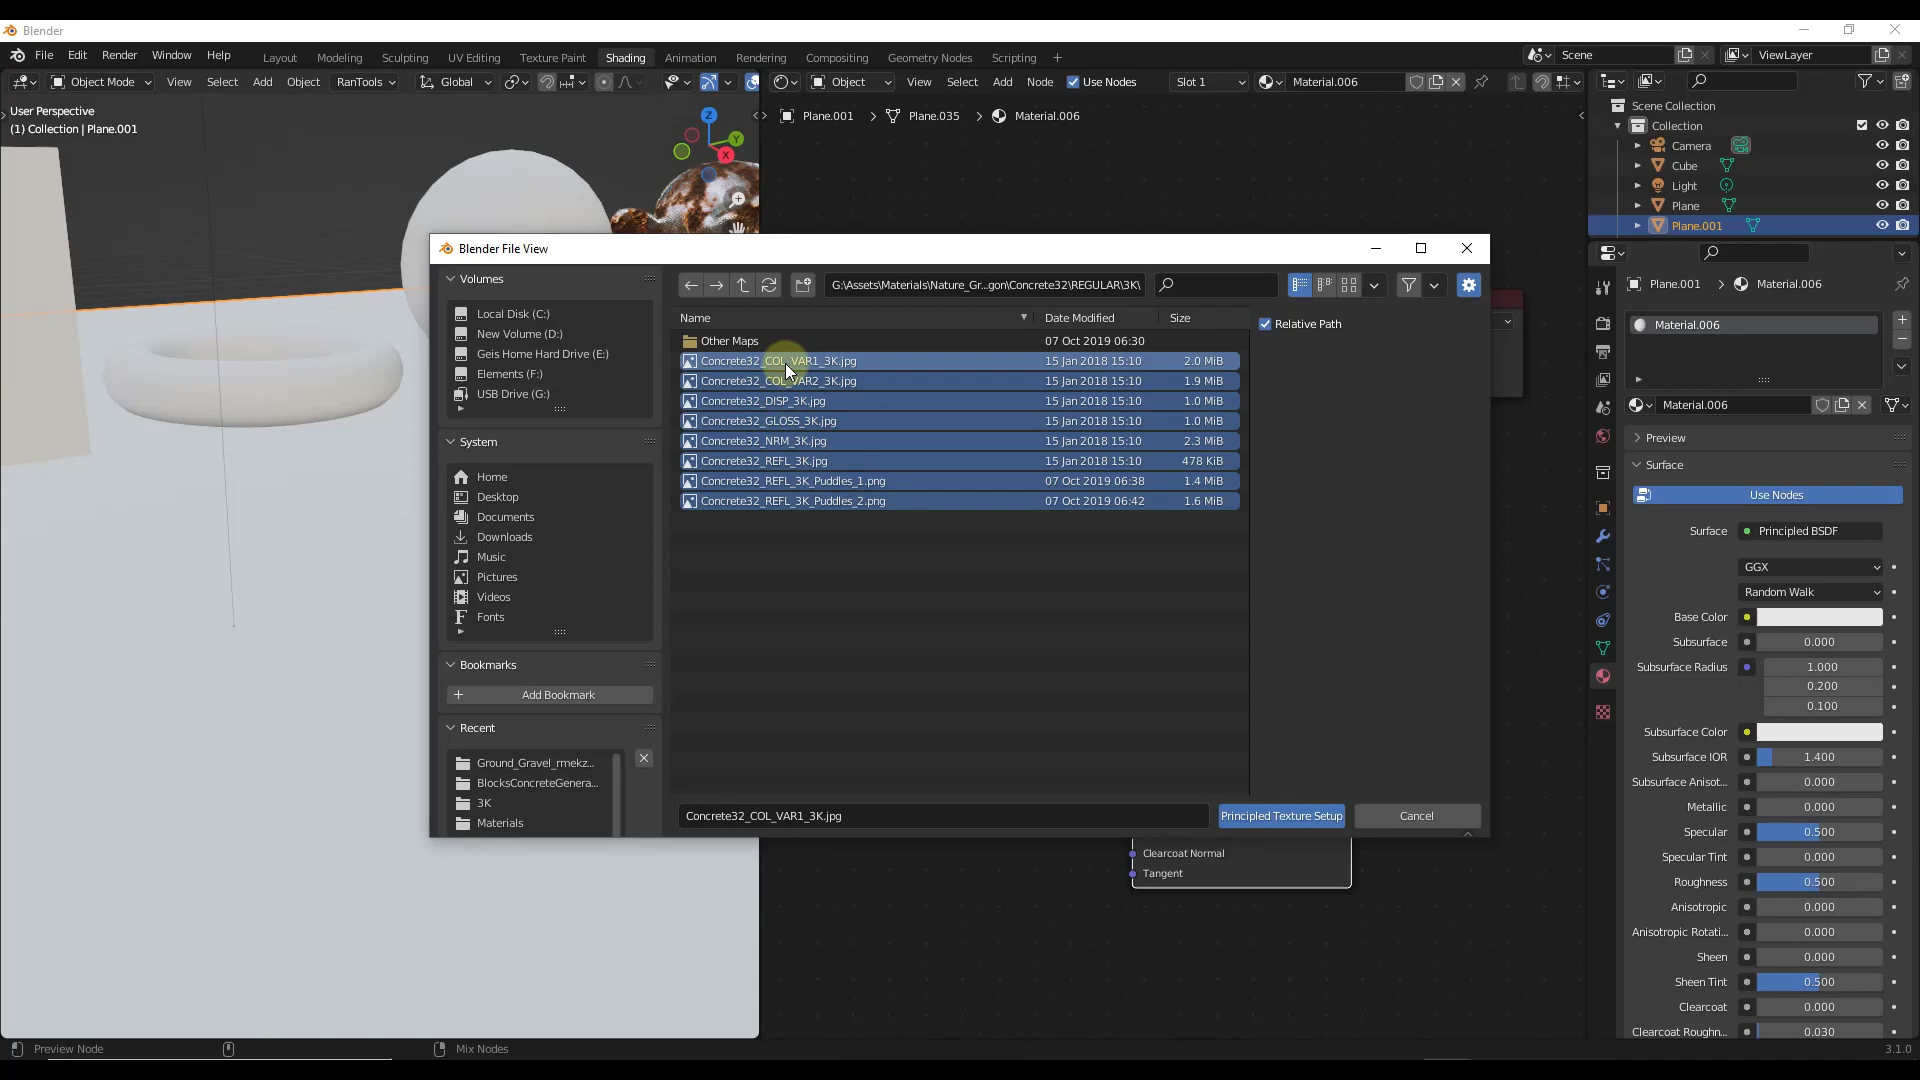 Blender
File Edit Render Window Help Layout Modeling Sculpting UV Editing Texture Paint Shading Animation Rendering Compositing Geometry Nodes Scripting + Scene ViewLayer
Object Mode View Select Add Object RanTools Global Object View Select Add Node Use Nodes Slot 1 Material.006
User Perspective
(1) Collection | Plane.001
Z
Y
X
Plane.001 > Plane.035 > Material.006
Scene Collection
Collection
Camera
Cube
Light
Plane
Plane.001
Blender File View
Volumes
Local Disk (C:)
New Volume (D:)
Geis Home Hard Drive (E:)
Elements (F:)
USB Drive (G:)
System
Home
Desktop
Documents
Downloads
Music
Pictures
Videos
Fonts
Bookmarks
+ Add Bookmark
Recent
Ground_Gravel_rmekz...
BlocksConcreteGenera...
3K
Materials
G:\Assets\Materials\Nature_Gr...gon\Concrete32\REGULAR\3K\
Name Date Modified Size
Other Maps 07 Oct 2019 06:30
Concrete32_COL_VAR1_3K.jpg 15 Jan 2018 15:10 2.0 MiB
Concrete32_COL_VAR2_3K.jpg 15 Jan 2018 15:10 1.9 MiB
Concrete32_DISP_3K.jpg 15 Jan 2018 15:10 1.0 MiB
Concrete32_GLOSS_3K.jpg 15 Jan 2018 15:10 1.0 MiB
Concrete32_NRM_3K.jpg 15 Jan 2018 15:10 2.3 MiB
Concrete32_REFL_3K.jpg 15 Jan 2018 15:10 478 KiB
Concrete32_REFL_3K_Puddles_1.png 07 Oct 2019 06:38 1.4 MiB
Concrete32_REFL_3K_Puddles_2.png 07 Oct 2019 06:42 1.6 MiB
Relative Path
Concrete32_COL_VAR1_3K.jpg Principled Texture Setup Cancel
Clearcoat Normal
Tangent
Plane.001 > Material.006
Material.006
Material.006
Preview
Surface
Use Nodes
Surface Principled BSDF
GGX
Random Walk
Base Color
Subsurface 0.000
Subsurface Radius 1.000
0.200
0.100
Subsurface Color
Subsurface IOR 1.400
Subsurface Anisot... 0.000
Metallic 0.000
Specular 0.500
Specular Tint 0.000
Roughness 0.500
Anisotropic 0.000
Anisotropic Rotati... 0.000
Sheen 0.000
Sheen Tint 0.500
Clearcoat 0.000
Clearcoat Roughn... 0.030
Preview Node Mix Nodes 3.1.0